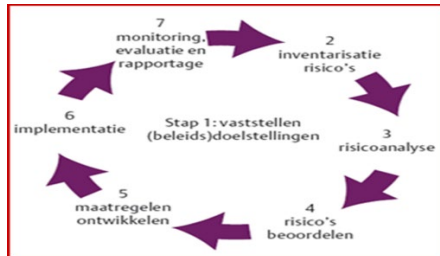 7
monitoring,
evaluatie en
rapportage
2
inventarisatie
risico's
3
risicoanalyse
4
risico's
beoordelen
5
maatregelen
ontwikkelen
6
implementatie
Stap 1: vaststellen
(beleids)doelstellingen